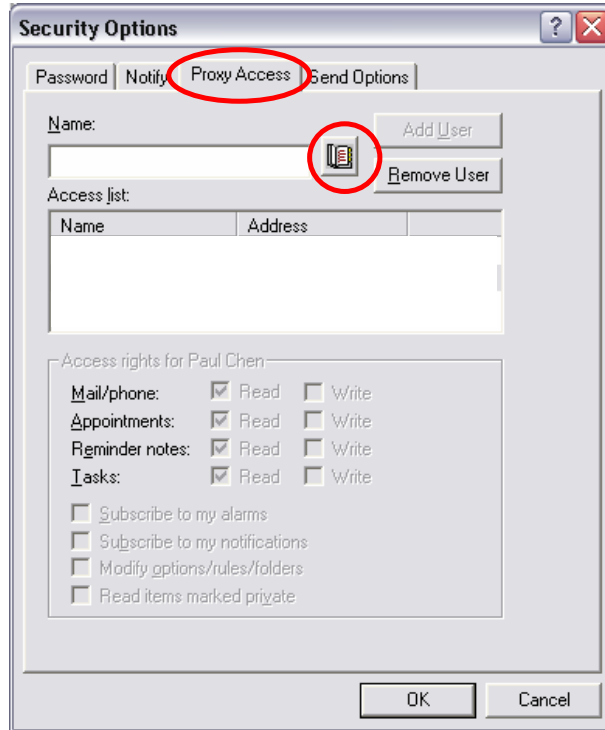 Security Options
Password Notify Proxy Access Send Options
Name:
Add User
Remove User
Access list:
Name Address
Access rights for Paul Chen
Mail/phone: Read Write
Appointments: Read Write
Reminder notes: Read Write
Tasks: Read Write
Subscribe to my alarms
Subscribe to my notifications
Modify options/rules/folders
Read items marked private
OK Cancel